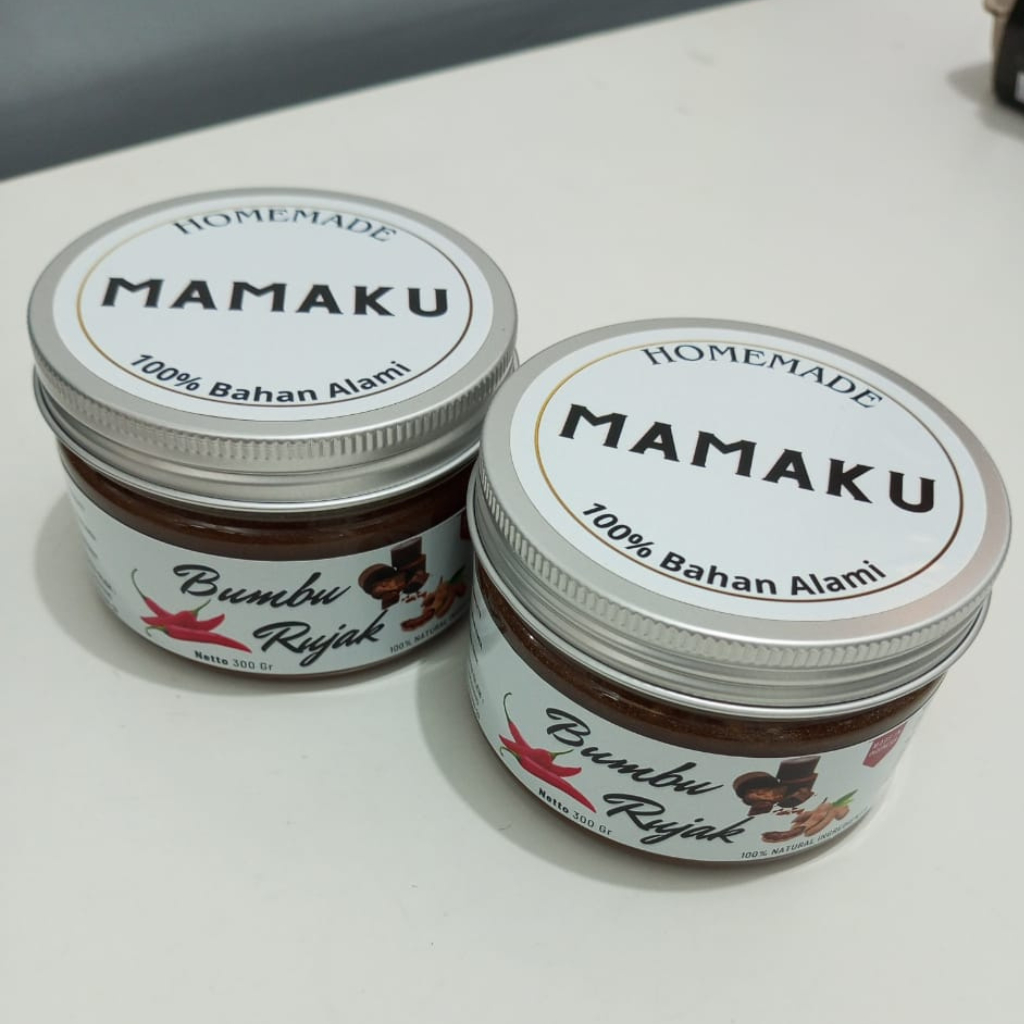 HOMEMADE
MAMAKU
100% Bahan Alami
Bumbu
Rujak
Netto 300 Gr
100% NATURAL
HOMEMADE
MAMAKU
100% Bahan Alami
Bumbu
Rujak
Netto 300 Gr
100% NATURAL